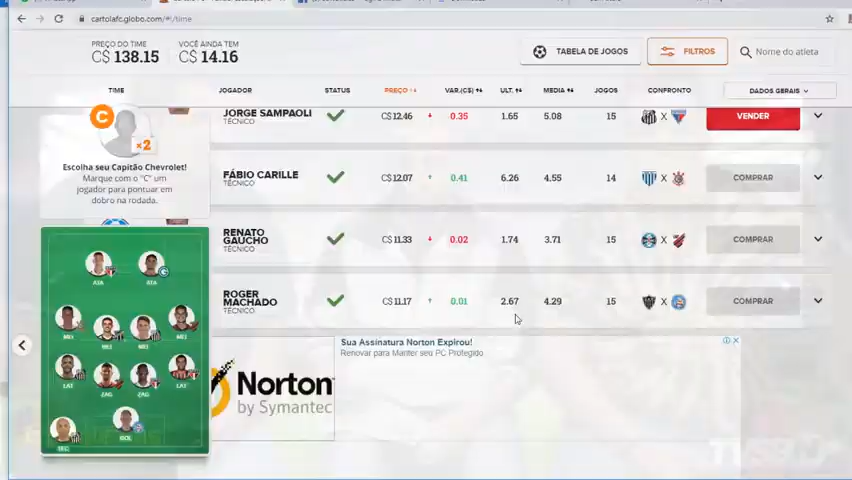 cartolafc.globo.com/#!/time
PREÇO DO TIME
C$ 138.15
VOCÊ AINDA TEM
C$ 14.16
TABELA DE JOGOS
FILTROS
Nome do atleta
TIME
JOGADOR
STATUS
PREÇO
VAR.(C$)
ULT.
MEDIA
JOGOS
CONFRONTO
DADOS GERAIS
C
x2
Escolha seu Capitão Chevrolet!
Marque com o "C" um
jogador para pontuar em
dobro na rodada.
JORGE SAMPAOLI
TÉCNICO
C$ 12.46
0.35
1.65
5.08
15
X
VENDER
FÁBIO CARILLE
TÉCNICO
C$ 12.07
0.41
6.26
4.55
14
X
COMPRAR
RENATO
GAUCHO
TÉCNICO
C$ 11.33
0.02
1.74
3.71
15
X
COMPRAR
ROGER
MACHADO
TÉCNICO
C$ 11.17
0.01
2.67
4.29
15
X
COMPRAR
ATA
ATA
MEI
MEI
MEI
MEI
LAT
ZAG
ZAG
LAT
TEC
GOL
Sua Assinatura Norton Expirou!
Renovar para Manter seu PC Protegido
Norton
by Symantec